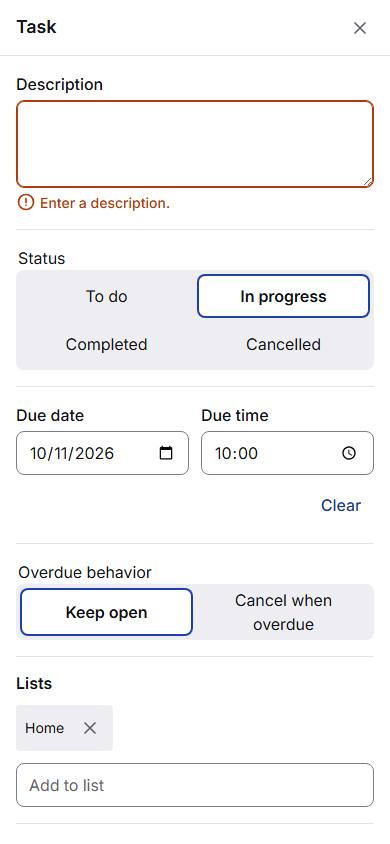 Task
Description
Enter a description.
Status
To do
In progress
Completed
Cancelled
Due date
Due time
10/11/2026
10:00
Clear
Overdue behavior
Keep open
Cancel when
overdue
Lists
Home
Add to list